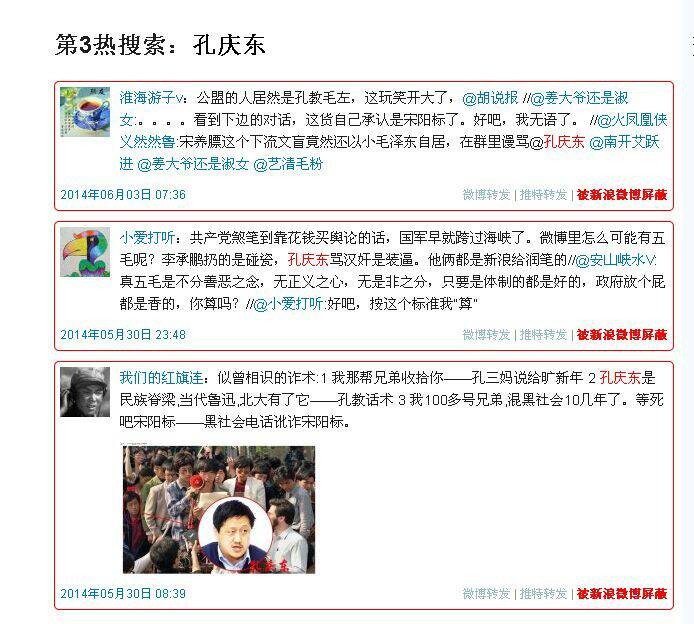 第3热搜索：孔庆东
淮海游子v：公盟的人居然是孔教毛左，这玩笑开大了，@胡说报 //@姜大爷还是淑
女:。。。。看到下边的对话，这货自己承认是宋阳标了。好吧，我无语了。 //@火凤凰侠
义然然鲁:宋养膘这个下流文盲竟然还以小毛泽东自居，在群里谩骂@孔庆东 @南开艾跃
进 @姜大爷还是淑女 @艺清毛粉
2014年06月03日 07:36
微博转发 | 推特转发 | 被新浪微博屏蔽
小爱打听：共产党煞笔到靠花钱买舆论的话，国军早就跨过海峡了。微博里怎么可能有五
毛呢？李承鹏扔的是碰瓷，孔庆东骂汉奸是装逼。他俩都是新浪给润笔的//@安山峡水V:
真五毛是不分善恶之念，无正义之心，无是非之分，只要是体制的都是好的，政府放个屁
都是香的，你算吗？//@小爱打听:好吧，按这个标准我“算”
2014年05月30日 23:48
微博转发 | 推特转发 | 被新浪微博屏蔽
我们的红旗连：似曾相识的诈术:1 我那帮兄弟收拾你——孔三妈说给旷新年 2 孔庆东是
民族脊梁,当代鲁迅,北大有了它——孔教话术 3 我100多号兄弟,混黑社会10几年了。等死
吧宋阳标——黑社会电话讹诈宋阳标。
孔庆东
2014年05月30日 08:39
微博转发 | 推特转发 | 被新浪微博屏蔽